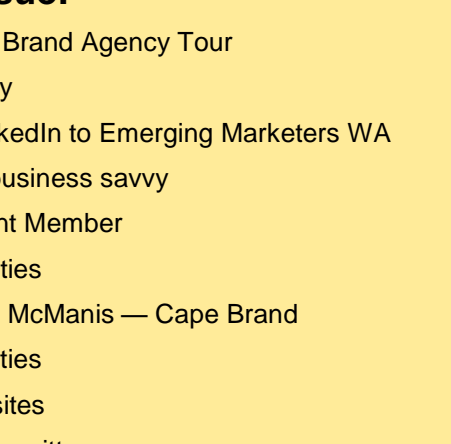 Brand Agency Tour
y
kedIn to Emerging Marketers WA
usiness savvy
nt Member
ties
McManis — Cape Brand
ties
sites